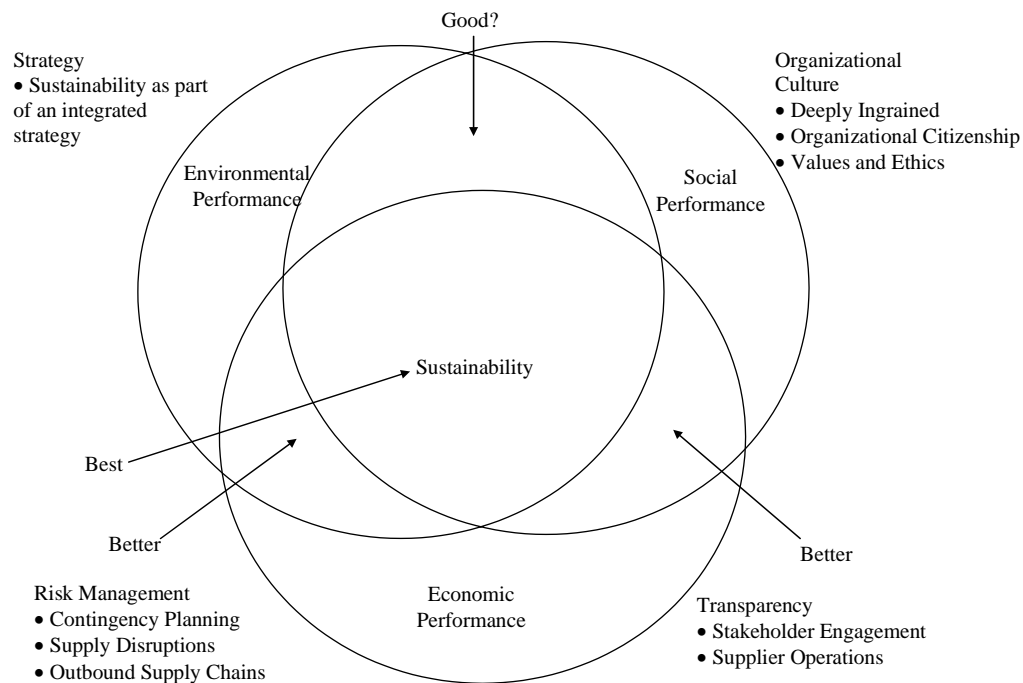 Good?
Strategy
• Sustainability as part
of an integrated
strategy
Organizational
Culture
• Deeply Ingrained
• Organizational Citizenship
• Values and Ethics
Environmental
Performance
Social
Performance
Sustainability
Best
Better
Better
Risk Management
• Contingency Planning
• Supply Disruptions
• Outbound Supply Chains
Economic
Performance
Transparency
• Stakeholder Engagement
• Supplier Operations